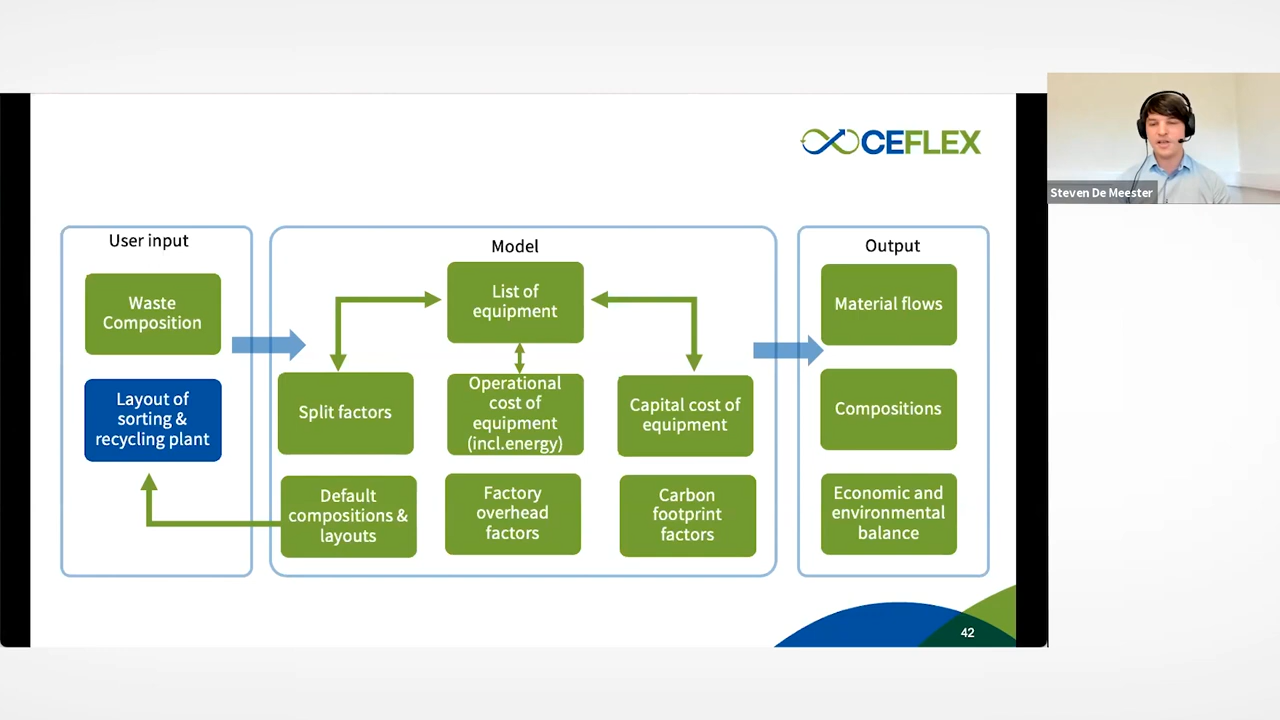 CEFLEX
Steven De Meester
User input
Waste
Composition
Layout of
sorting &
recycling plant
Model
List of
equipment
Split factors
Operational
cost of
equipment
(incl.energy)
Capital cost of
equipment
Default
compositions &
layouts
Factory
overhead
factors
Carbon
footprint
factors
Output
Material flows
Compositions
Economic and
environmental
balance
42